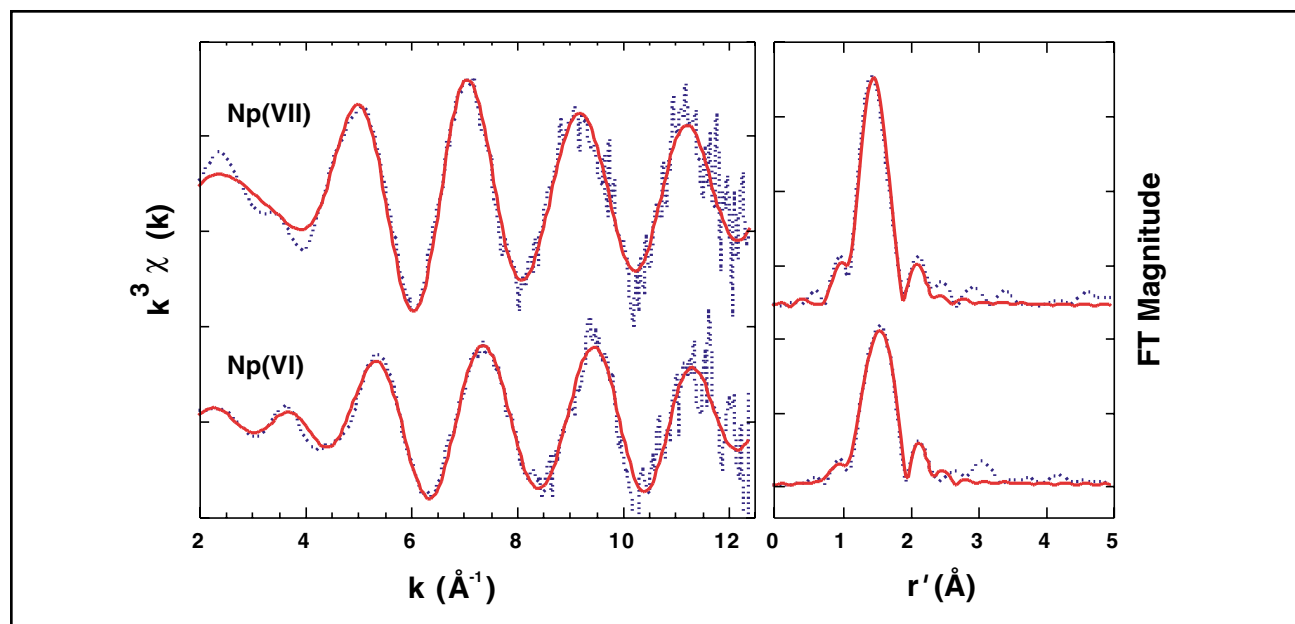 Np(VII)
Np(VI)
k³ χ (k)
2 4 6 8 10 12
k (Å⁻¹)
0 1 2 3 4 5
r′ (Å)
FT Magnitude